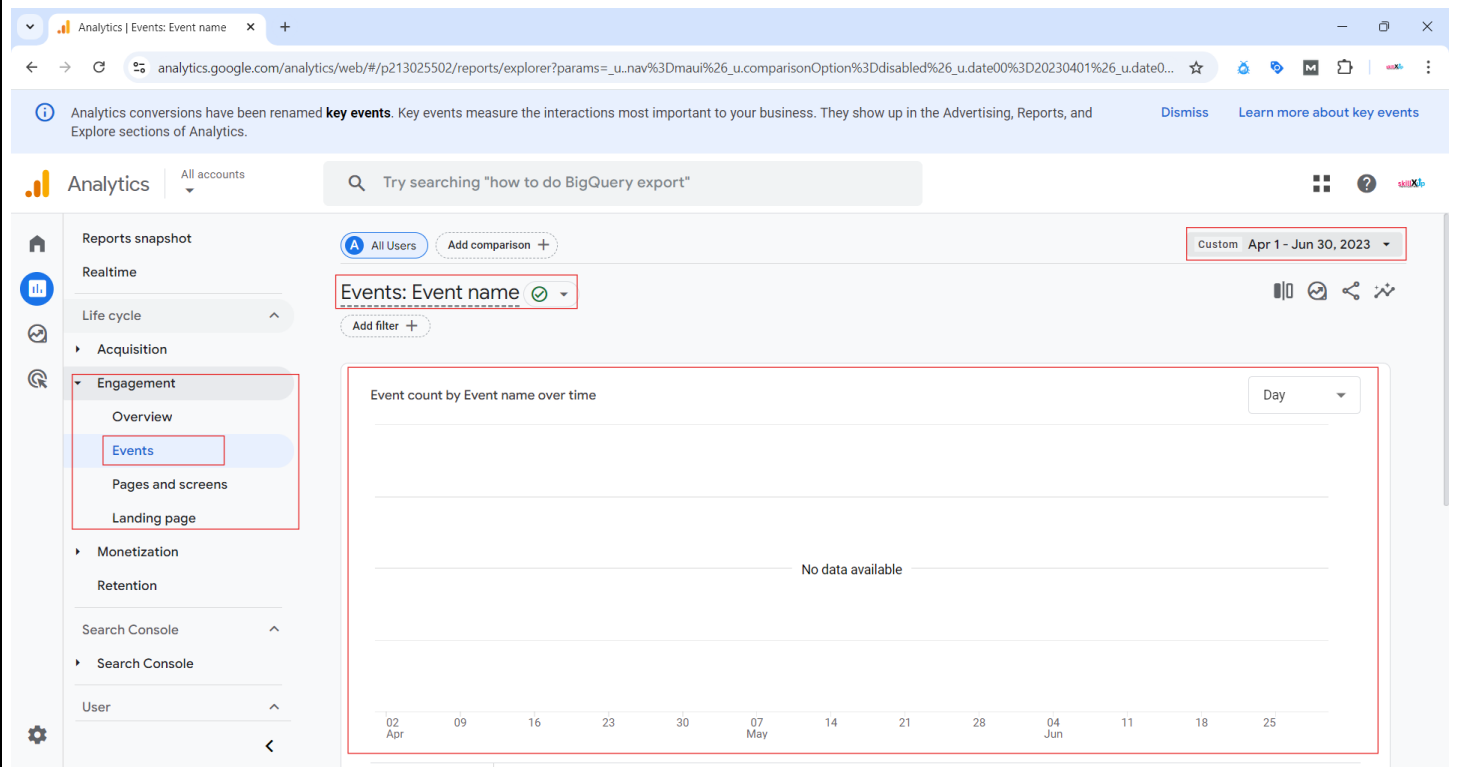 Analytics | Events: Event name
analytics.google.com/analytics/web/#/p213025502/reports/explorer?params=_u..nav%3Dmaui%26_u.comparisonOption%3Ddisabled%26_u.date00%3D20230401%26_u.date0...
Analytics conversions have been renamed key events. Key events measure the interactions most important to your business. They show up in the Advertising, Reports, and
Explore sections of Analytics.
Dismiss
Learn more about key events
Analytics
All accounts
Try searching "how to do BigQuery export"
skillXUp
Reports snapshot
Realtime
Life cycle
Acquisition
Engagement
Overview
Events
Pages and screens
Landing page
Monetization
Retention
Search Console
Search Console
User
A All Users
Add comparison +
Custom Apr 1 - Jun 30, 2023
Events: Event name
Add filter +
Event count by Event name over time
Day
No data available
02 09 16 23 30 07 14 21 28 04 11 18 25
Apr May Jun